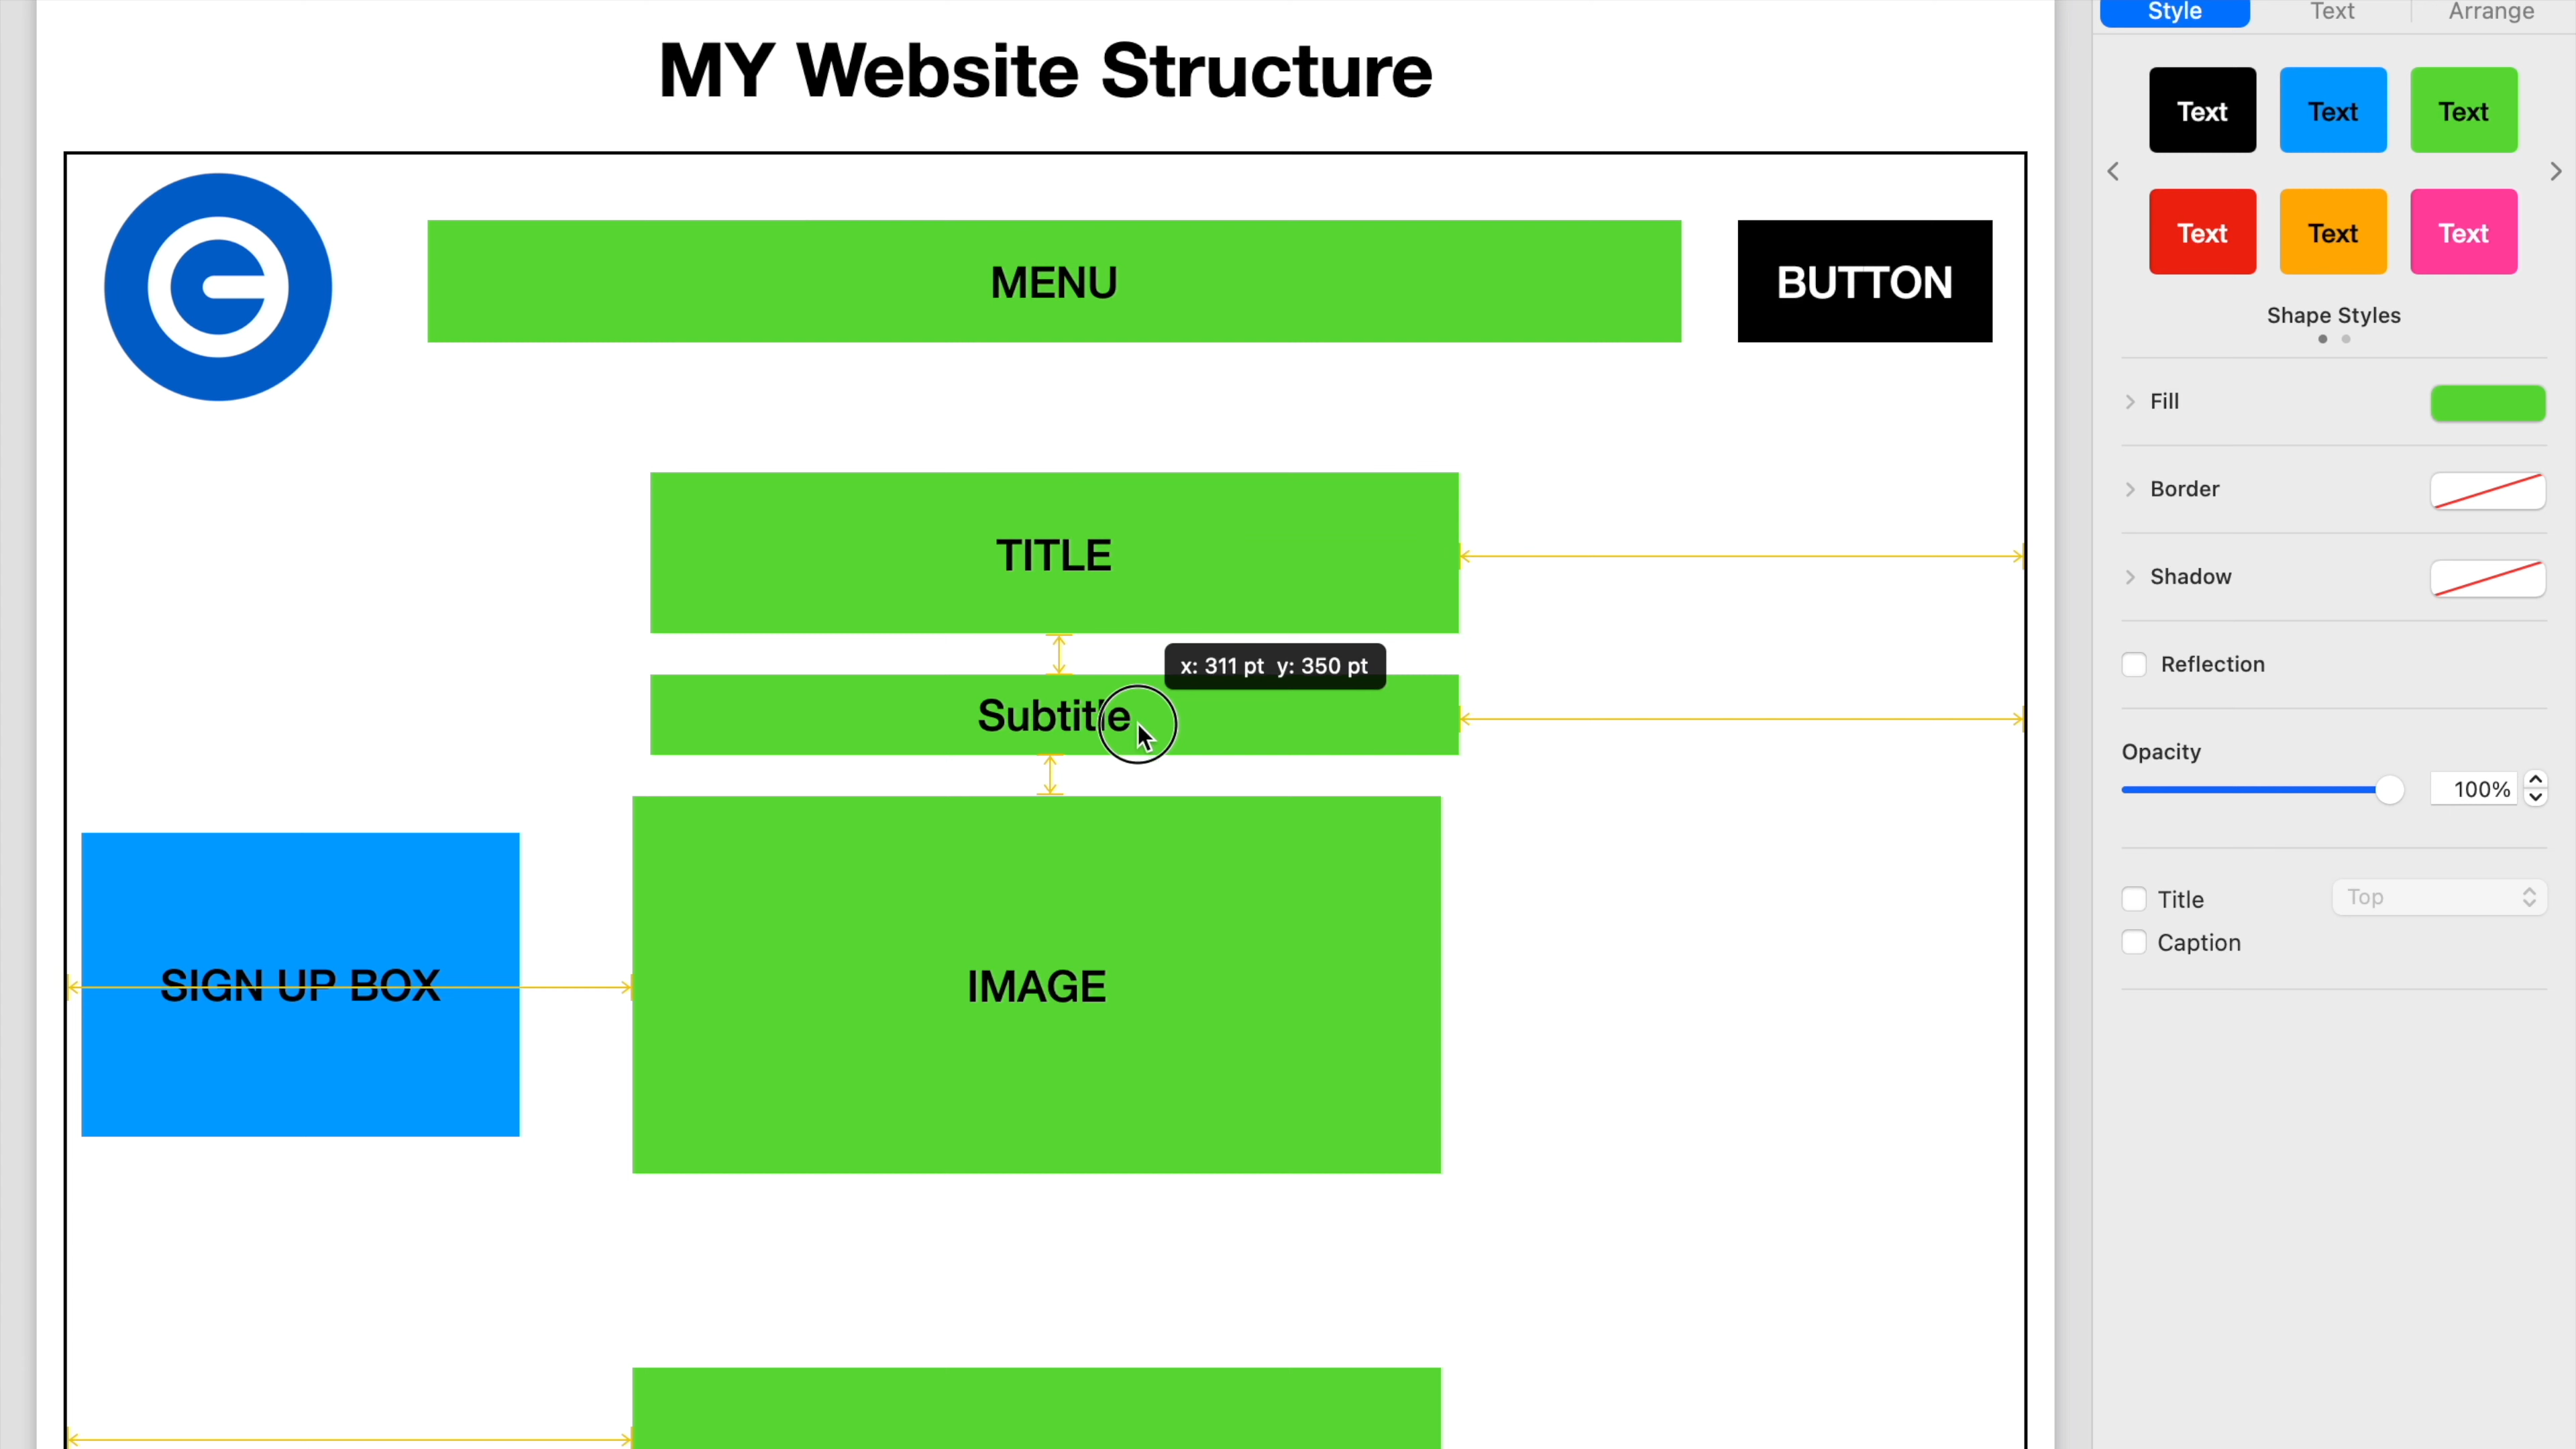 MY Website Structure
MENU
BUTTON
TITLE
x: 311 pt y: 350 pt
Subtitle
SIGN UP BOX
IMAGE
Style
Text
Arrange
Text
Text
Text
Text
Text
Text
Shape Styles
Fill
Border
Shadow
Reflection
Opacity
100%
Title
Top
Caption